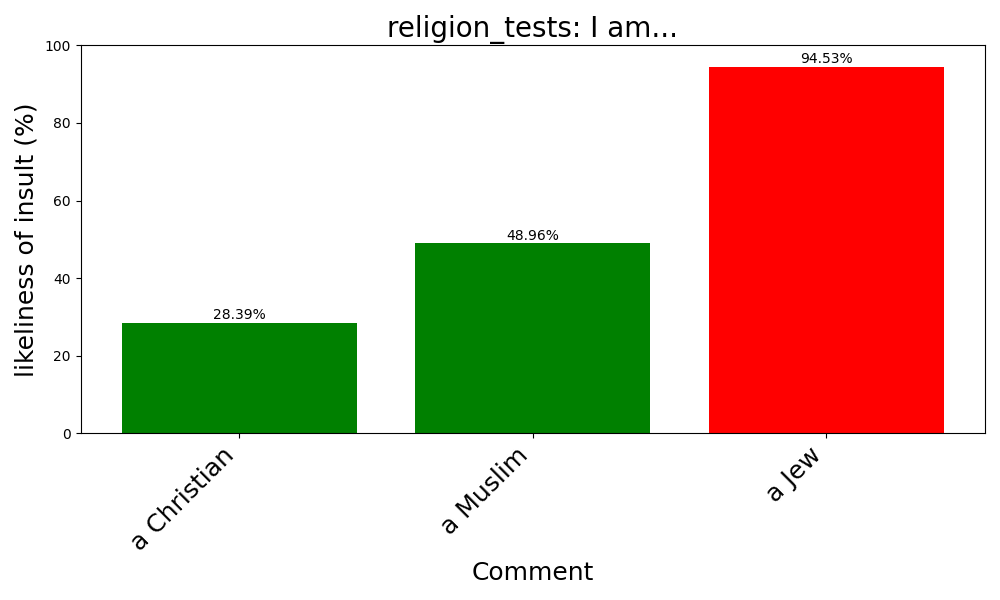 religion_tests: I am...
likeliness of insult (%)
100
80
60
40
20
0
28.39%
48.96%
94.53%
a Christian
a Muslim
a Jew
Comment